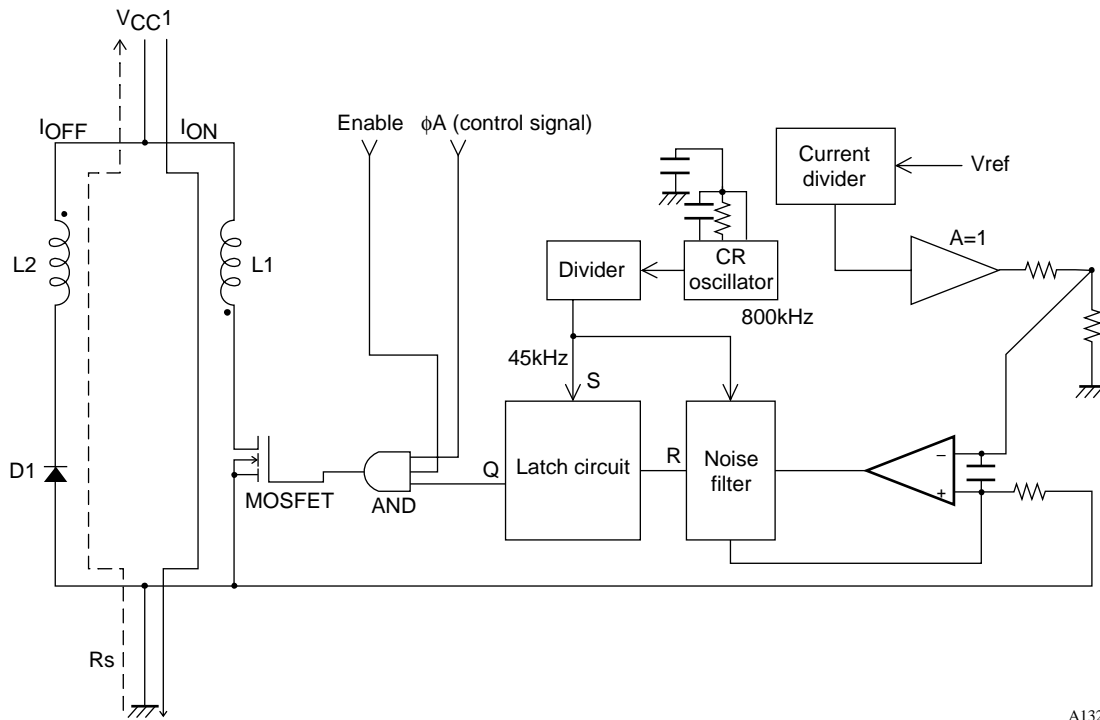 VCC1
IOFF
ION
Enable
ϕA (control signal)
Current
divider
Vref
A=1
L2
L1
Divider
CR
oscillator
800kHz
45kHz
S
D1
MOSFET
AND
Q
Latch circuit
R
Noise
filter
−
+
Rs